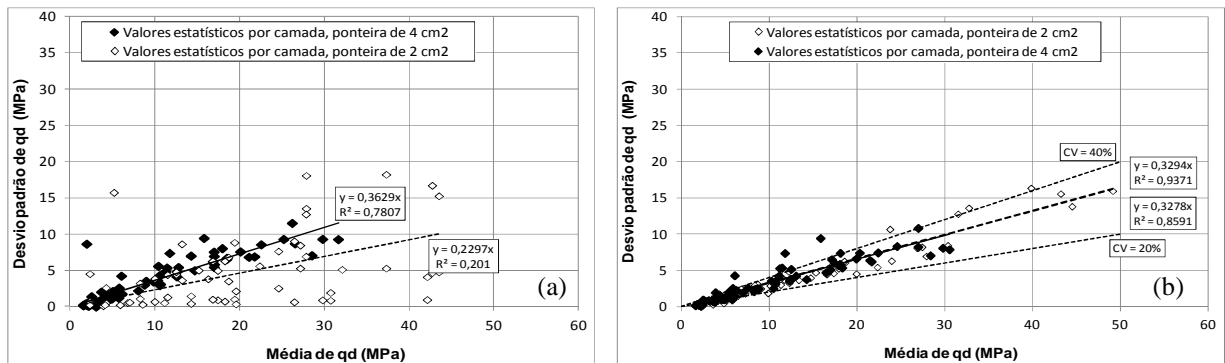 Valores estatísticos por camada, ponteira de 4 cm2
Valores estatísticos por camada, ponteira de 2 cm2
Desvio padrão de qd (MPa)
40
35
30
25
20
15
10
5
0
y = 0,3629x
R² = 0,7807
y = 0,2297x
R² = 0,201
(a)
0 10 20 30 40 50 60
Média de qd (MPa)
Valores estatísticos por camada, ponteira de 2 cm2
Valores estatísticos por camada, ponteira de 4 cm2
Desvio padrão de qd (MPa)
40
35
30
25
20
15
10
5
0
CV = 40%
y = 0,3294x
R² = 0,9371
y = 0,3278x
R² = 0,8591
CV = 20%
(b)
0 10 20 30 40 50 60
Média de qd (MPa)